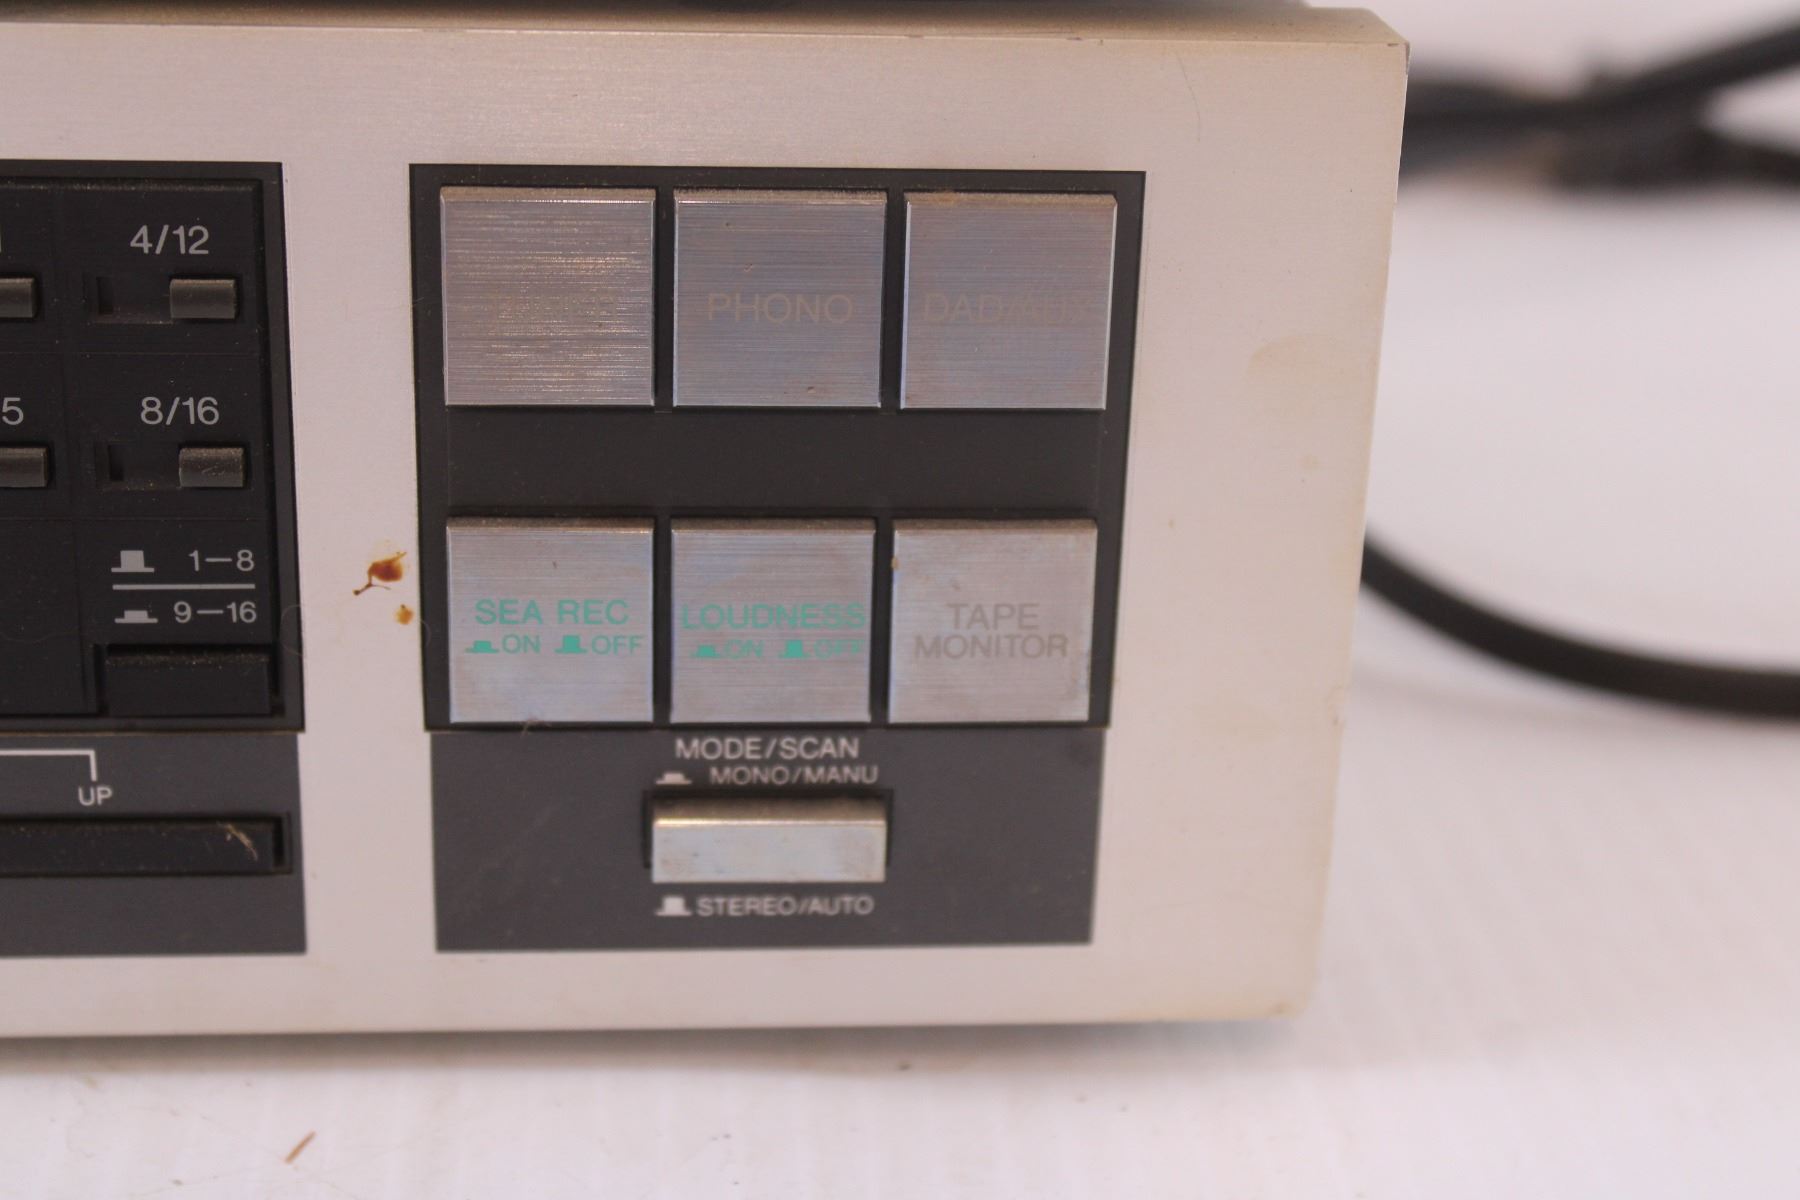 4/12
5
8/16
1–8
9–16
UP
PHONO
DAD/AUX
SEA REC
ON OFF
LOUDNESS
ON OFF
TAPE
MONITOR
MODE/SCAN
MONO/MANU
STEREO/AUTO